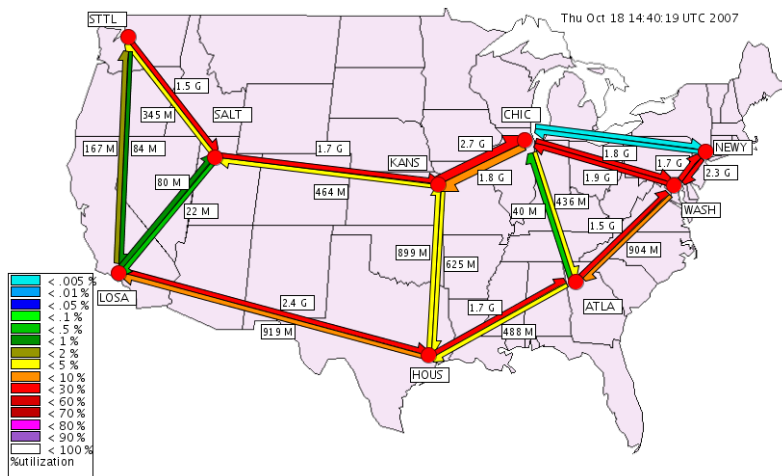 Thu Oct 18 14:40:19 UTC 2007
STTL
1.5 G
345 M
SALT
CHIC
167 M
84 M
1.7 G
KANS
2.7 G
1.8 G
NEWY
1.7 G
2.3 G
80 M
464 M
1.8 G
1.9 G
WASH
22 M
40 M
436 M
1.5 G
904 M
899 M
625 M
LOSA
2.4 G
919 M
1.7 G
488 M
ATLA
HOUS
< .005 %
< .01 %
< .05 %
< .1 %
< .5 %
< 1 %
< 2 %
< 5 %
< 10 %
< 30 %
< 60 %
< 70 %
< 80 %
< 90 %
< 100 %
%utilization